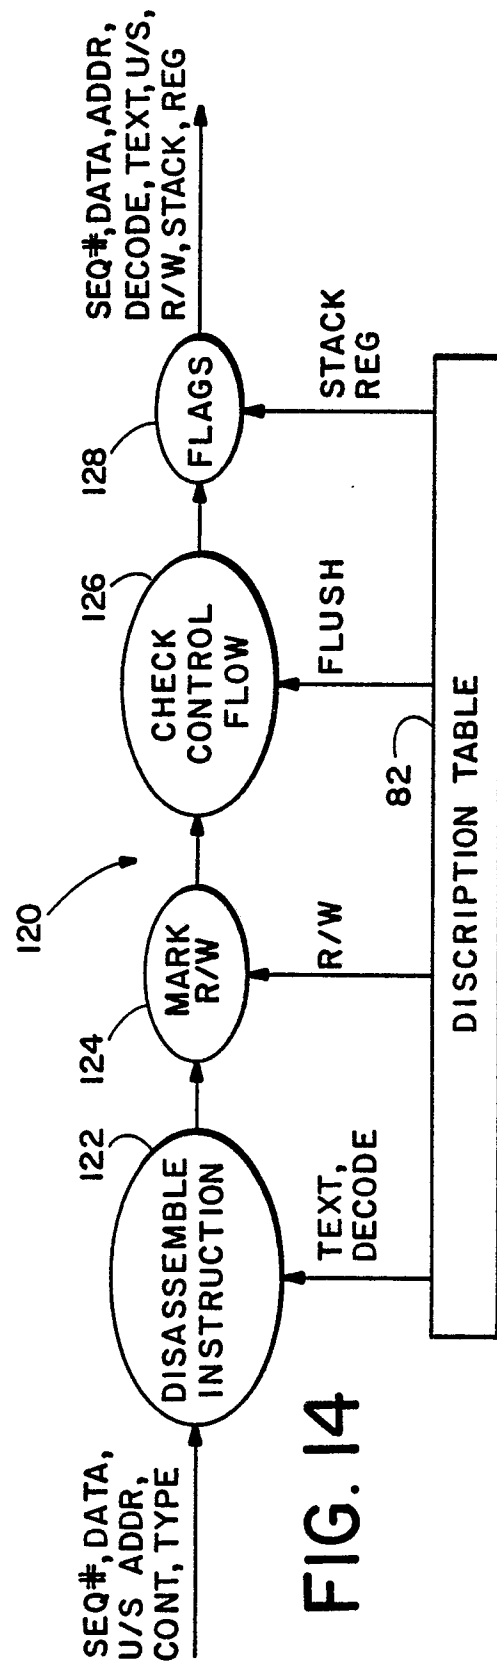 SEQ#,DATA,
U/S ADDR,
CONT, TYPE
122
DISASSEMBLE
INSTRUCTION
TEXT,
DECODE
124
MARK
R/W
R/W
120
126
CHECK
CONTROL
FLOW
FLUSH
128
FLAGS
STACK
REG
SEQ#,DATA,ADDR,
DECODE,TEXT,U/S,
R/W,STACK, REG
82
DISCRIPTION TABLE
FIG. 14